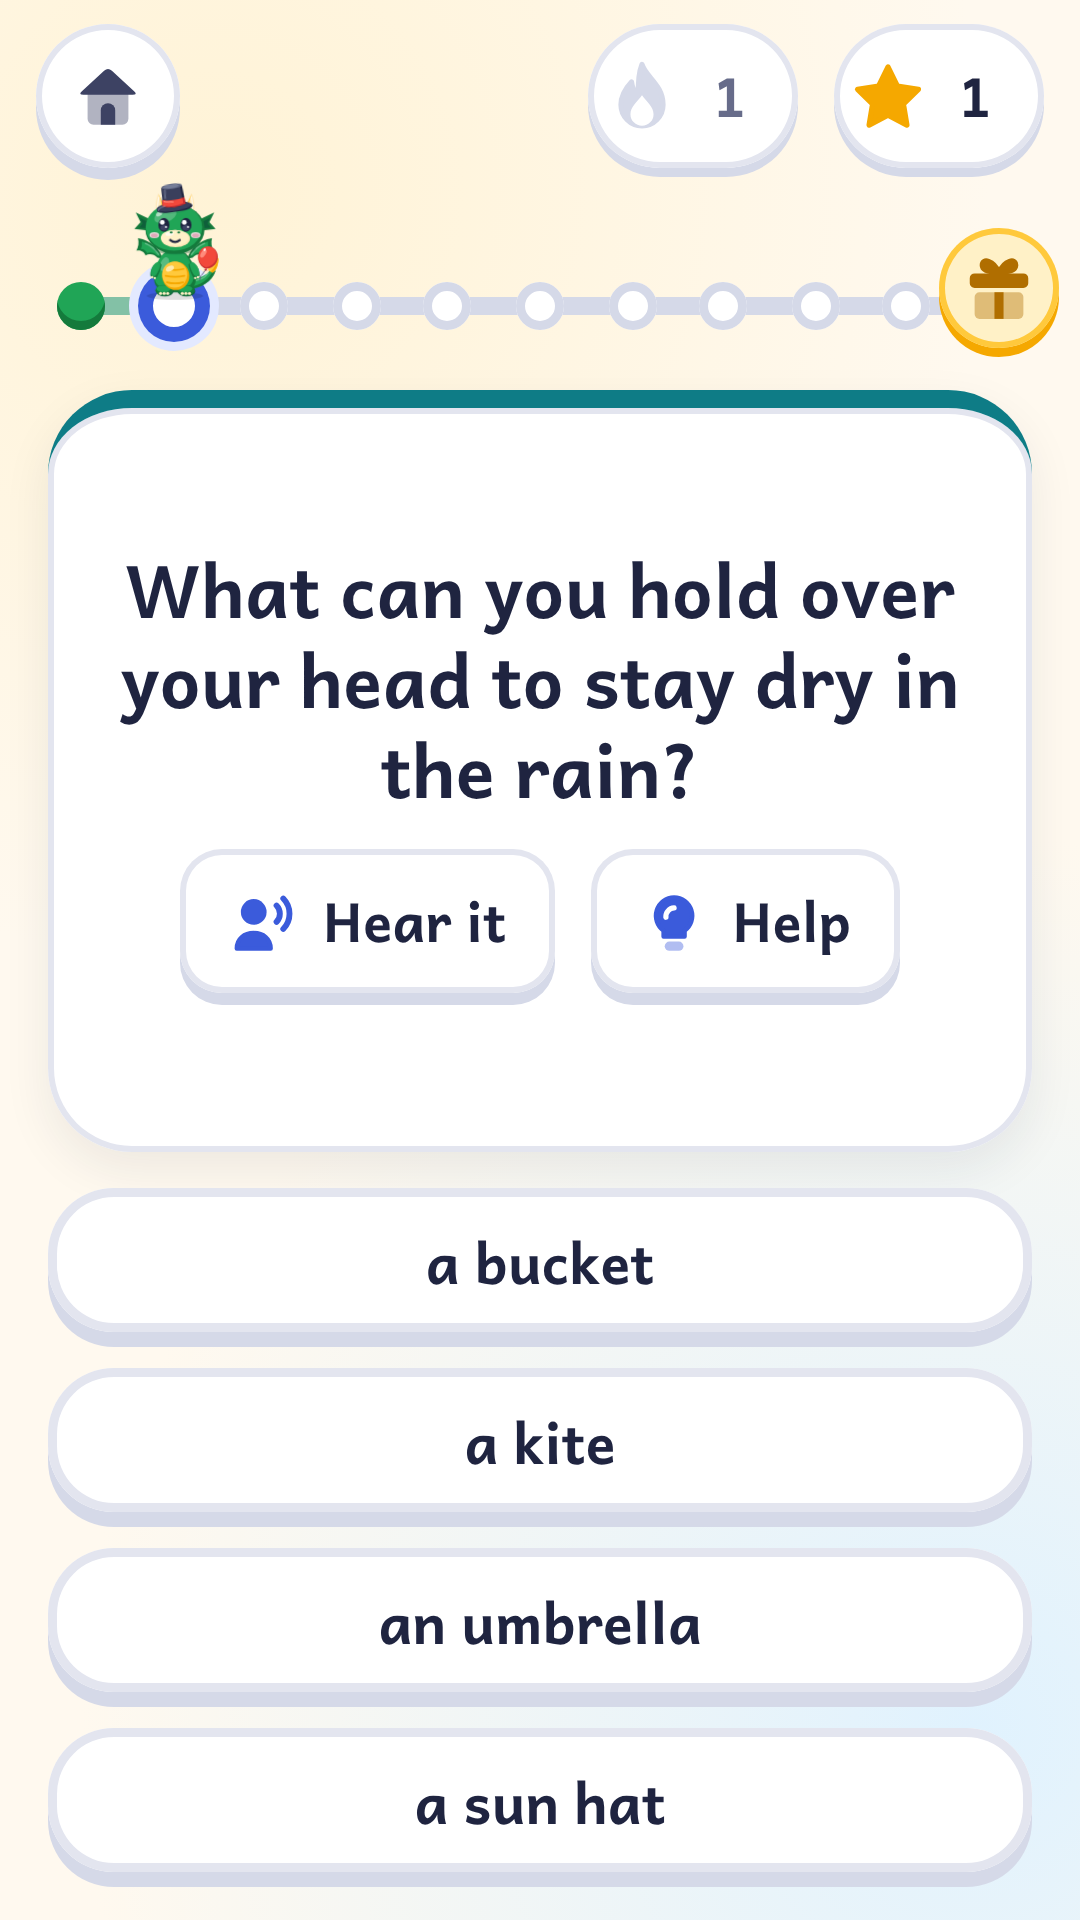 1
1
What can you hold over
your head to stay dry in
the rain?
Hear it
Help
a bucket
a kite
an umbrella
a sun hat